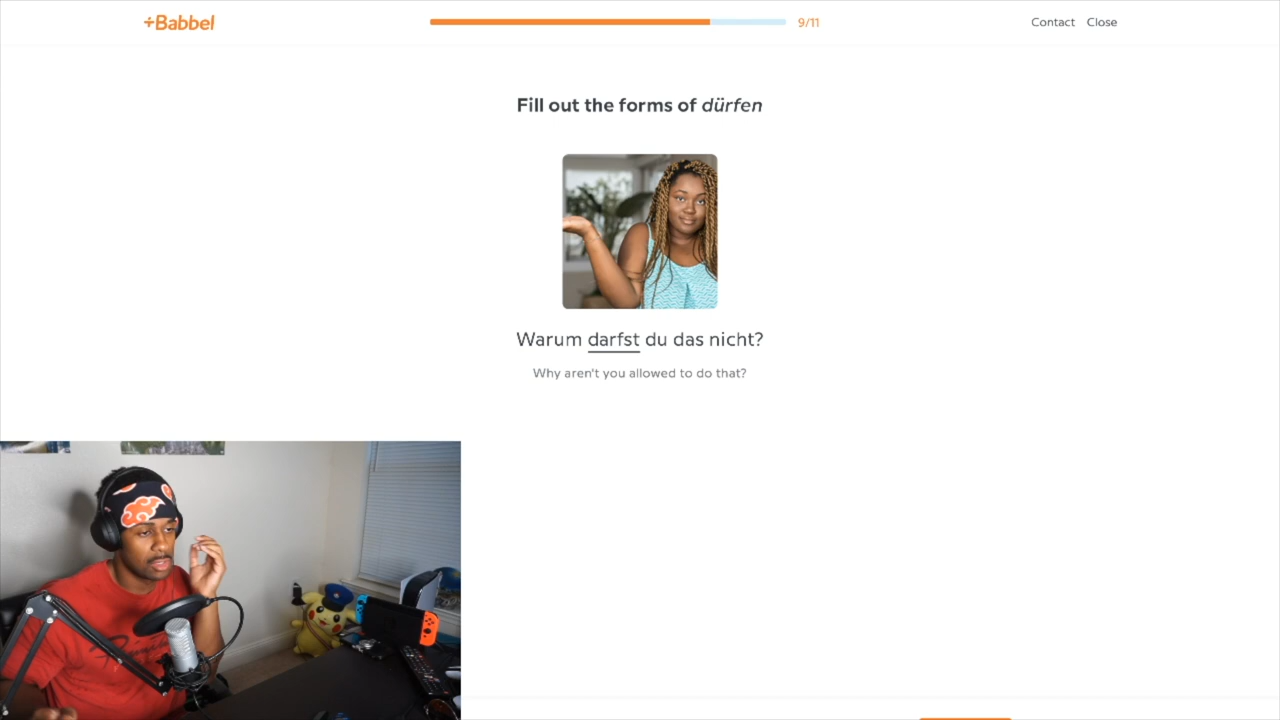 +Babbel
9/11
Contact
Close
Fill out the forms of dürfen
Warum darfst du das nicht?
Why aren't you allowed to do that?